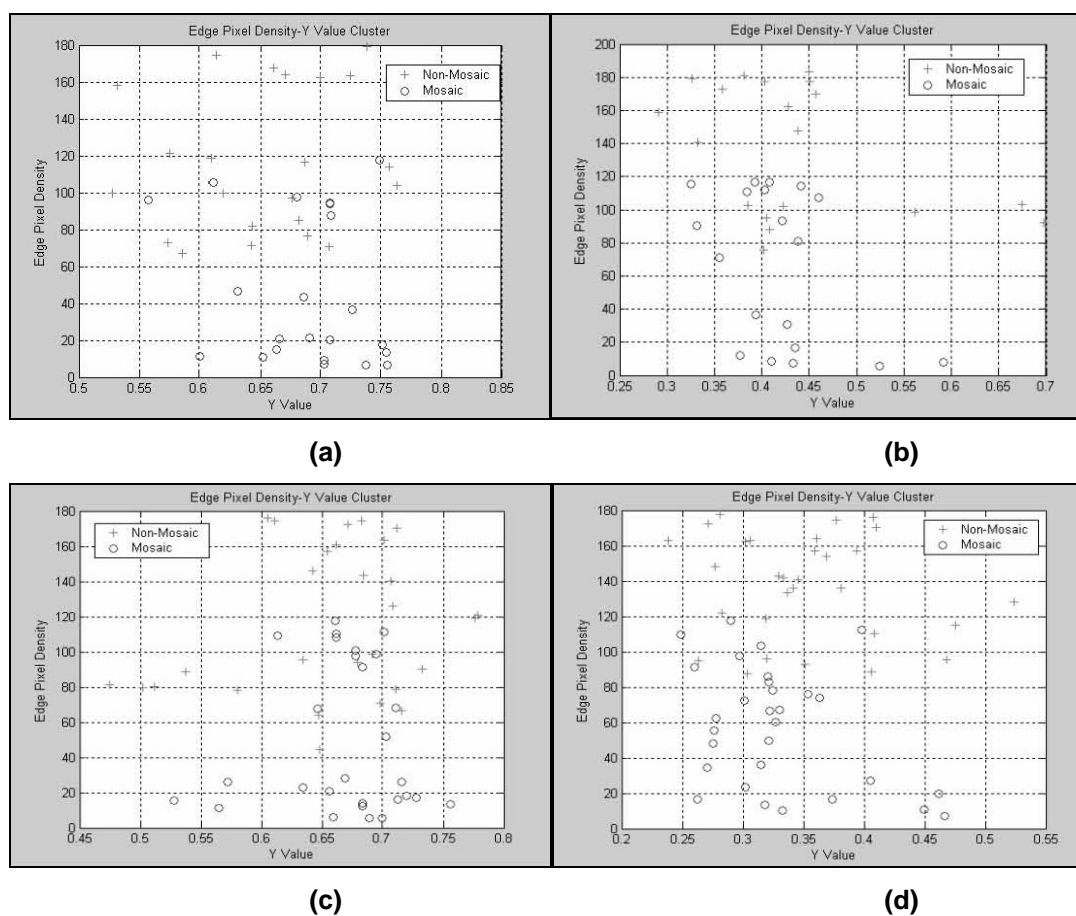 Edge Pixel Density-Y Value Cluster
180
160
140
120
100
80
60
40
20
0
Edge Pixel Density
Non-Mosaic
Mosaic
0.5 0.55 0.6 0.65 0.7 0.75 0.8 0.85
Y Value
(a)
Edge Pixel Density-Y Value Cluster
200
180
160
140
120
100
80
60
40
20
0
Edge Pixel Density
Non-Mosaic
Mosaic
0.25 0.3 0.35 0.4 0.45 0.5 0.55 0.6 0.65 0.7
Y Value
(b)
Edge Pixel Density-Y Value Cluster
180
160
140
120
100
80
60
40
20
0
Edge Pixel Density
Non-Mosaic
Mosaic
0.45 0.5 0.55 0.6 0.65 0.7 0.75 0.8
Y Value
(c)
Edge Pixel Density-Y Value Cluster
180
160
140
120
100
80
60
40
20
0
Edge Pixel Density
Non-Mosaic
Mosaic
0.2 0.25 0.3 0.35 0.4 0.45 0.5 0.55
Y Value
(d)